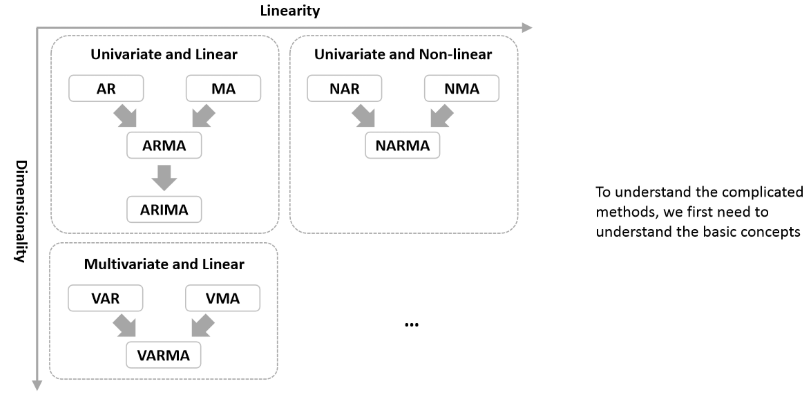 Linearity
Dimensionality
Univariate and Linear
AR
MA
ARMA
ARIMA
Univariate and Non-linear
NAR
NMA
NARMA
Multivariate and Linear
VAR
VMA
VARMA
...
To understand the complicated
methods, we first need to
understand the basic concepts